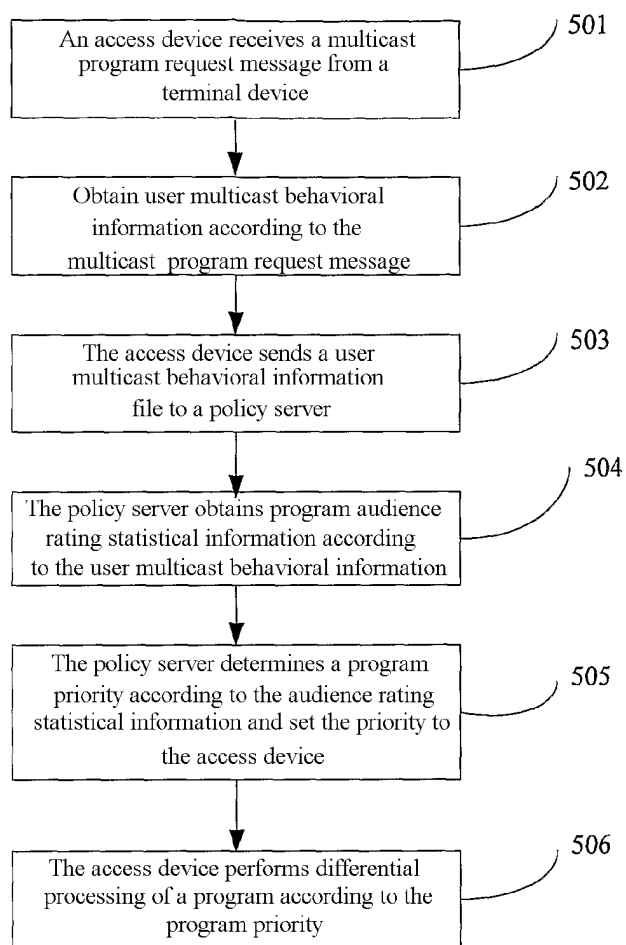 501
An access device receives a multicast
program request message from a
terminal device
502
Obtain user multicast behavioral
information according to the
multicast program request message
503
The access device sends a user
multicast behavioral information
file to a policy server
504
The policy server obtains program audience
rating statistical information according
to the user multicast behavioral information
505
The policy server determines a program
priority according to the audience rating
statistical information and set the priority to
the access device
506
The access device performs differential
processing of a program according to the
program priority